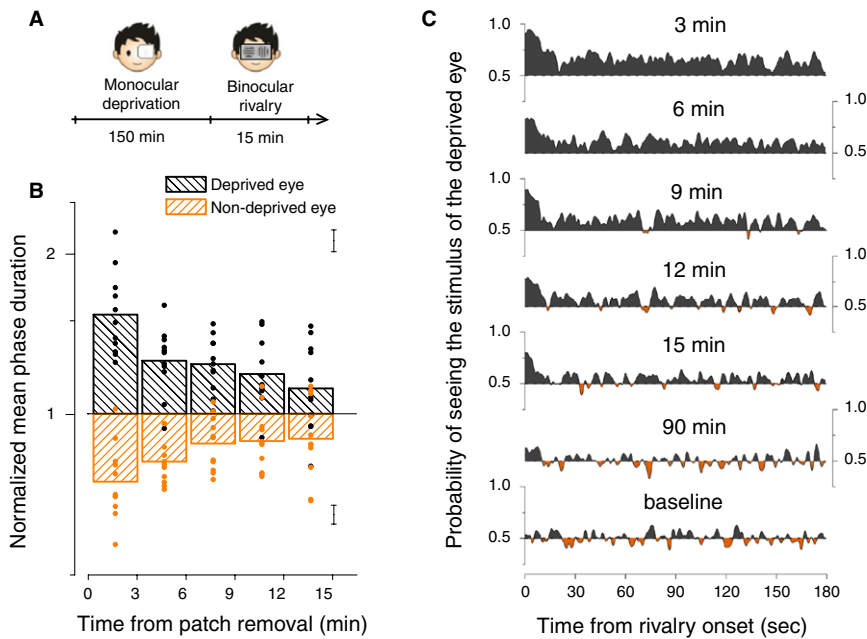 A
Monocular
deprivation
Binocular
rivalry
150 min
15 min
B
Deprived eye
Non-deprived eye
Normalized mean phase duration
2
1
0 3 6 9 12 15
Time from patch removal (min)
C
Probability of seeing the stimulus of the deprived eye
3 min
1.0
0.5
6 min
1.0
0.5
9 min
1.0
0.5
12 min
1.0
0.5
15 min
1.0
0.5
90 min
1.0
0.5
baseline
0.5
0 30 60 90 120 150 180
Time from rivalry onset (sec)